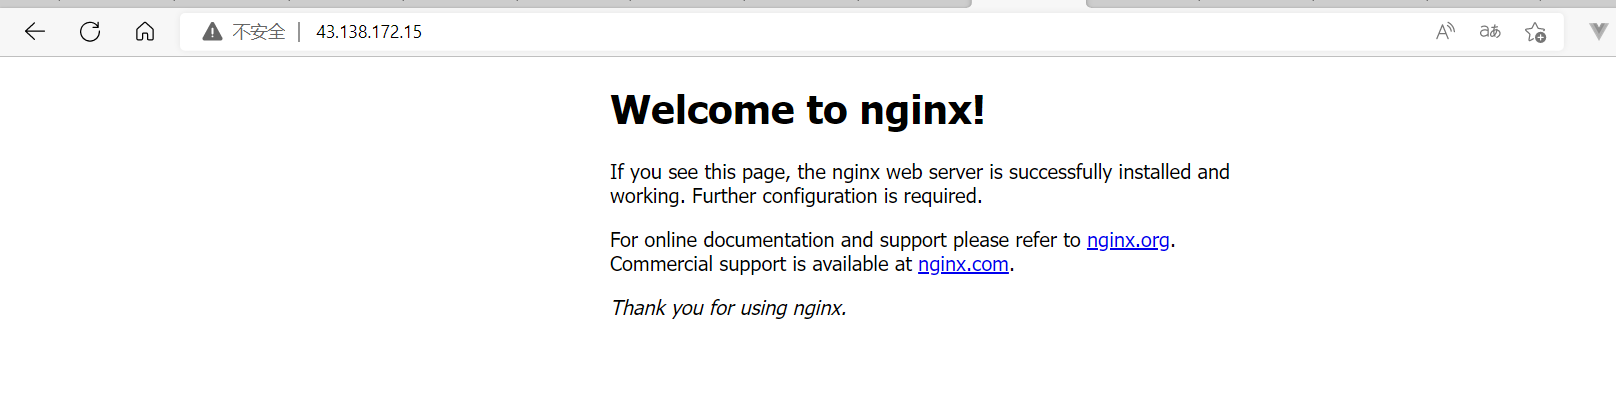 不安全 | 43.138.172.15
Welcome to nginx!
If you see this page, the nginx web server is successfully installed and
working. Further configuration is required.
For online documentation and support please refer to nginx.org.
Commercial support is available at nginx.com.
Thank you for using nginx.